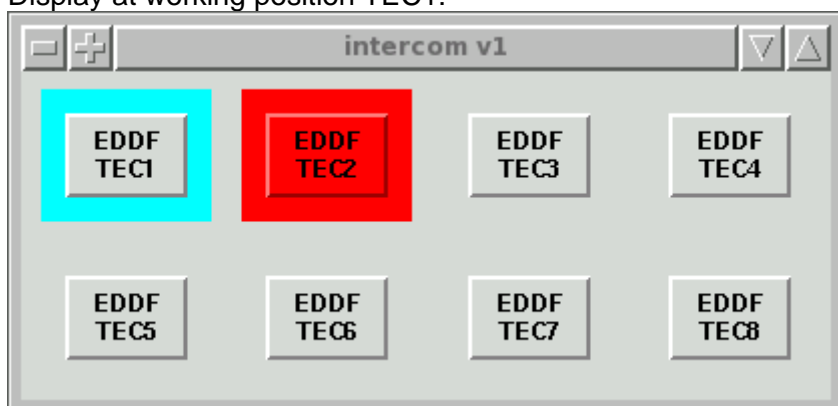 Display at working position TEC1:
intercom v1
EDDF
TEC1
EDDF
TEC2
EDDF
TEC3
EDDF
TEC4
EDDF
TEC5
EDDF
TEC6
EDDF
TEC7
EDDF
TEC8